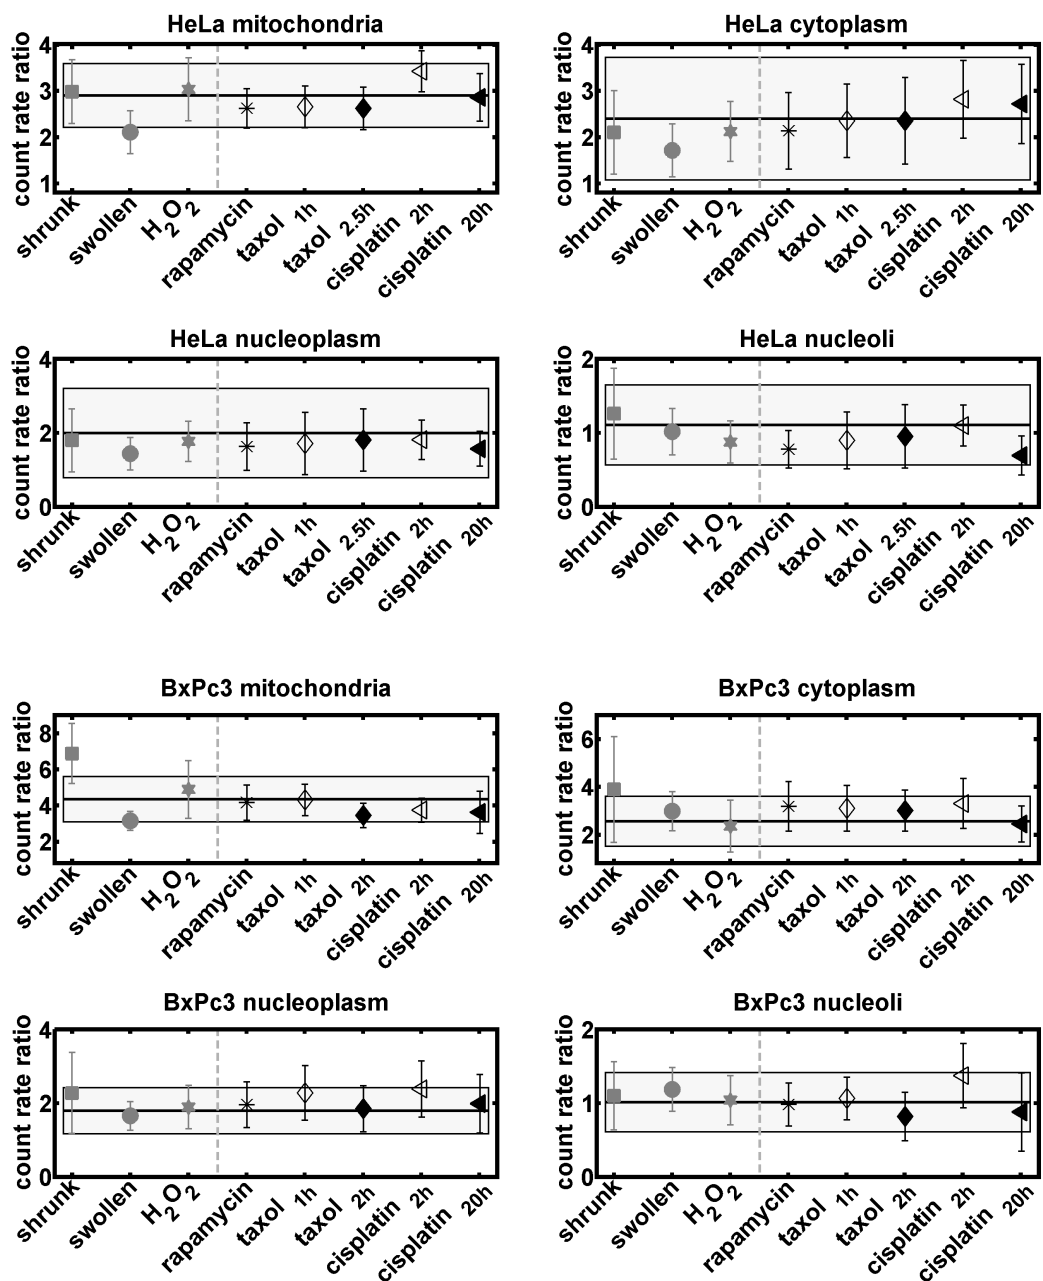 HeLa mitochondria
count rate ratio
4
3
2
1
shrunk
swollen
H2O2
rapamycin
taxol 1h
taxol 2.5h
cisplatin 2h
cisplatin 20h
HeLa cytoplasm
count rate ratio
4
3
2
1
shrunk
swollen
H2O2
rapamycin
taxol 1h
taxol 2.5h
cisplatin 2h
cisplatin 20h
HeLa nucleoplasm
count rate ratio
4
2
0
shrunk
swollen
H2O2
rapamycin
taxol 1h
taxol 2.5h
cisplatin 2h
cisplatin 20h
HeLa nucleoli
count rate ratio
2
1
0
shrunk
swollen
H2O2
rapamycin
taxol 1h
taxol 2.5h
cisplatin 2h
cisplatin 20h
BxPc3 mitochondria
count rate ratio
8
6
4
2
shrunk
swollen
H2O2
rapamycin
taxol 1h
taxol 2h
cisplatin 2h
cisplatin 20h
BxPc3 cytoplasm
count rate ratio
6
4
2
shrunk
swollen
H2O2
rapamycin
taxol 1h
taxol 2h
cisplatin 2h
cisplatin 20h
BxPc3 nucleoplasm
count rate ratio
4
2
0
shrunk
swollen
H2O2
rapamycin
taxol 1h
taxol 2h
cisplatin 2h
cisplatin 20h
BxPc3 nucleoli
count rate ratio
2
1
0
shrunk
swollen
H2O2
rapamycin
taxol 1h
taxol 2h
cisplatin 2h
cisplatin 20h